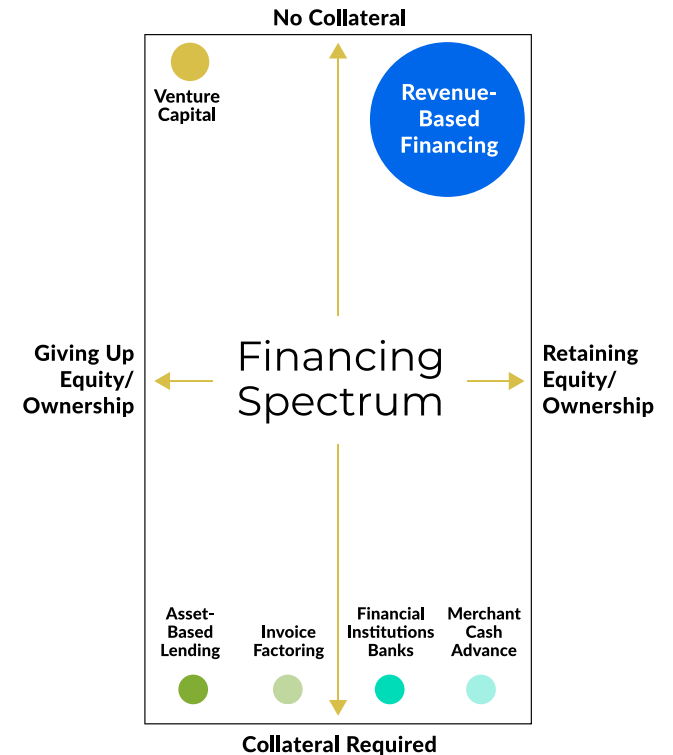 No Collateral
Venture
Capital
Revenue-
Based
Financing
Giving Up
Equity/
Ownership
Financing
Spectrum
Retaining
Equity/
Ownership
Asset-
Based
Lending
Invoice
Factoring
Financial
Institutions
Banks
Merchant
Cash
Advance
Collateral Required